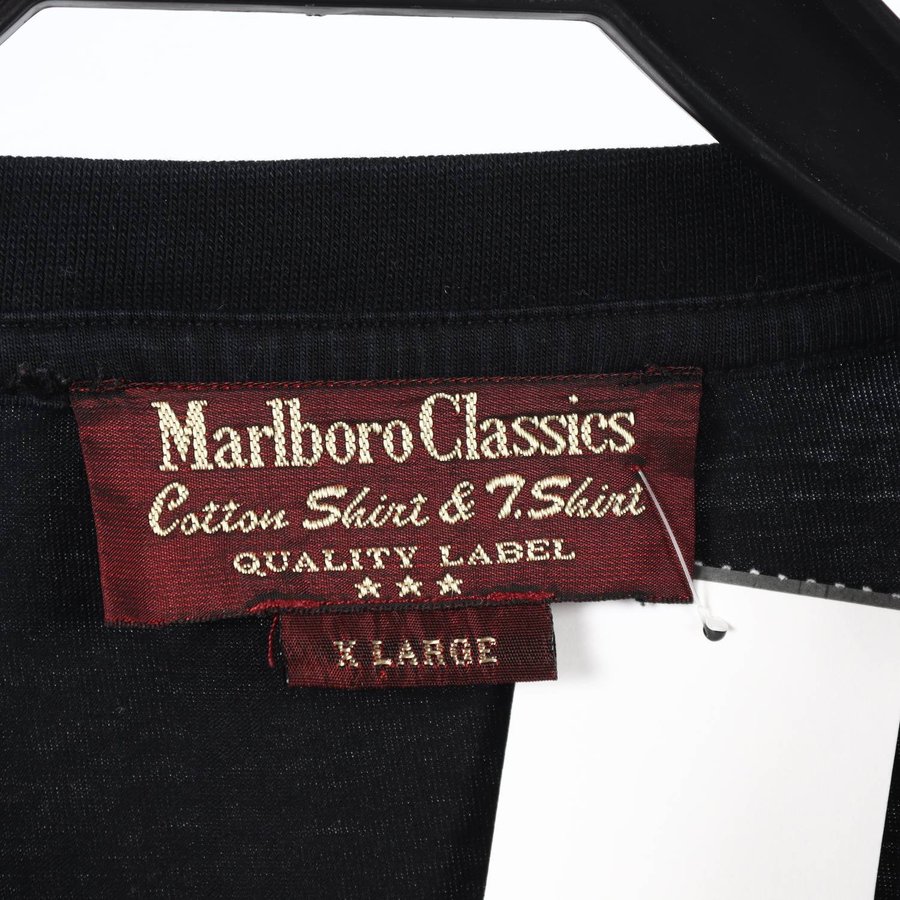 Marlboro Classics
Cotton Shirt & T.Shirt
QUALITY LABEL
X LARGE